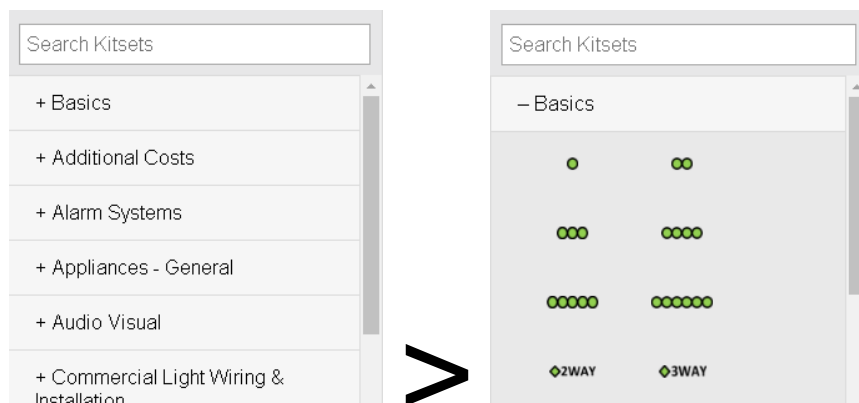 Search Kitsets
+ Basics
+ Additional Costs
+ Alarm Systems
+ Appliances - General
+ Audio Visual
+ Commercial Light Wiring &
Installation
>
Search Kitsets
– Basics
2WAY
3WAY